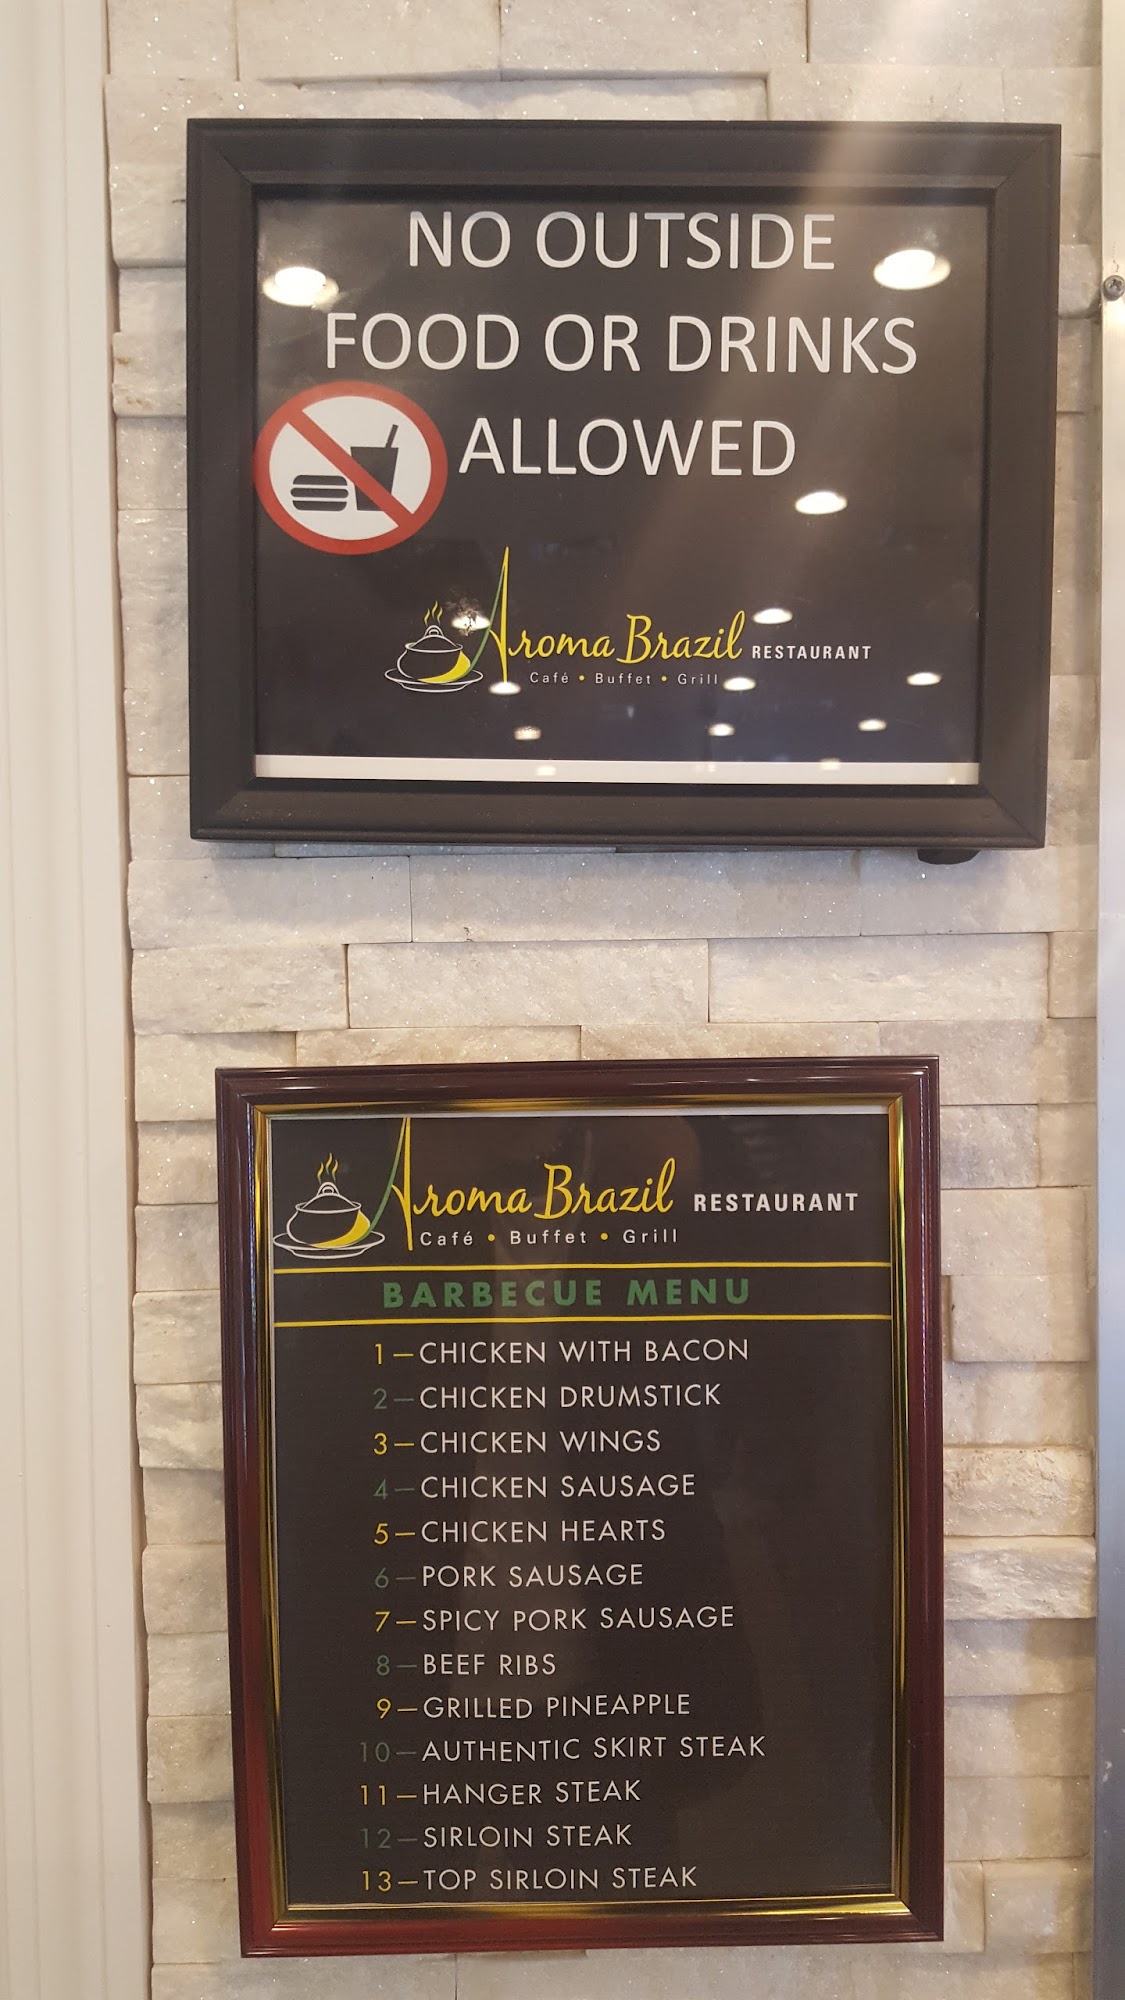 NO OUTSIDE
FOOD OR DRINKS
ALLOWED
Aroma Brazil RESTAURANT
Café • Buffet • Grill
Aroma Brazil RESTAURANT
Café • Buffet • Grill
BARBECUE MENU
1—CHICKEN WITH BACON
2—CHICKEN DRUMSTICK
3—CHICKEN WINGS
4—CHICKEN SAUSAGE
5—CHICKEN HEARTS
6—PORK SAUSAGE
7—SPICY PORK SAUSAGE
8—BEEF RIBS
9—GRILLED PINEAPPLE
10—AUTHENTIC SKIRT STEAK
11—HANGER STEAK
12—SIRLOIN STEAK
13—TOP SIRLOIN STEAK